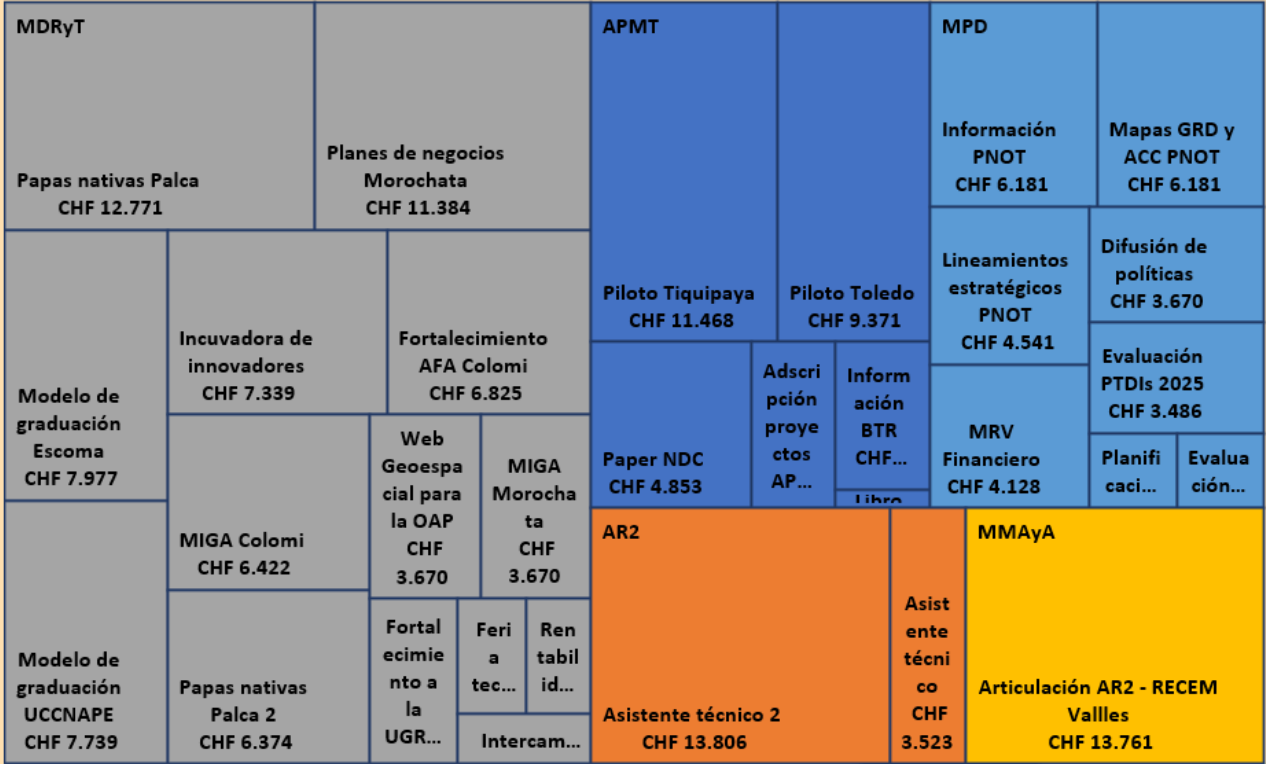 MDRyT
Papas nativas Palca
CHF 12.771
Planes de negocios
Morochata
CHF 11.384
Modelo de
graduación
Escoma
CHF 7.977
Modelo de
graduación
UCCNAPE
CHF 7.739
Incuvadora de
innovadores
CHF 7.339
Fortalecimiento
AFA Colomi
CHF 6.825
MIGA Colomi
CHF 6.422
Papas nativas
Palca 2
CHF 6.374
Web
Geoespa
cial para
la OAP
CHF
3.670
MIGA
Morocha
ta
CHF
3.670
Fortal
ecimie
nto a
la
UGR...
Feri
a
tec...
Ren
tabil
id...
Intercam...
APMT
Piloto Tiquipaya
CHF 11.468
Piloto Toledo
CHF 9.371
Paper NDC
CHF 4.853
Adscri
pción
proye
ctos
AP...
Inform
ación
BTR
CHF...
Libro
MPD
Información
PNOT
CHF 6.181
Mapas GRD y
ACC PNOT
CHF 6.181
Lineamientos
estratégicos
PNOT
CHF 4.541
MRV
Financiero
CHF 4.128
Difusión de
políticas
CHF 3.670
Evaluación
PTDIs 2025
CHF 3.486
Planifi
caci...
Evalua
ción...
AR2
Asistente técnico 2
CHF 13.806
Asist
ente
técni
co
CHF
3.523
MMAyA
Articulación AR2 - RECEM
Vallles
CHF 13.761